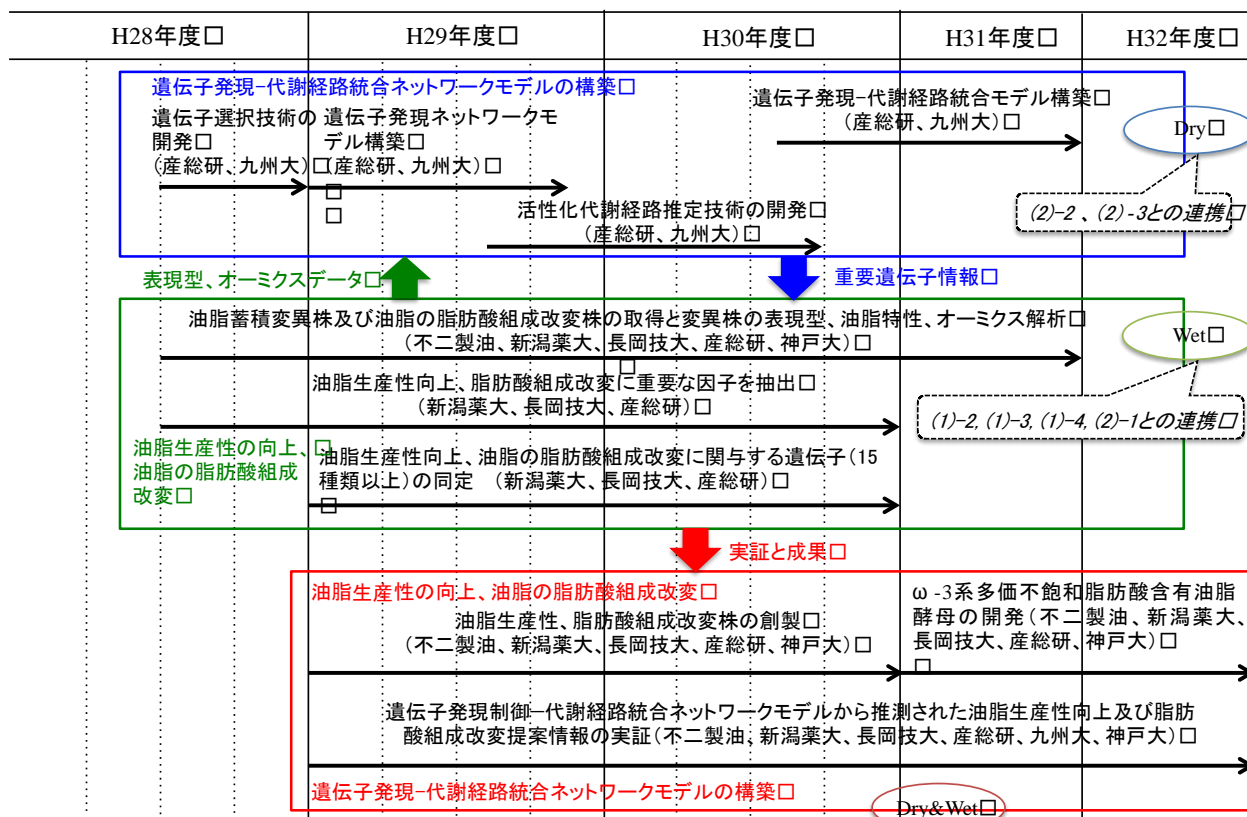 H28年度□
H29年度□
H30年度□
H31年度□
H32年度□
遺伝子発現-代謝経路統合ネットワークモデルの構築□
遺伝子選択技術の
開発□
(産総研、九州大)□
遺伝子発現ネットワークモ
デル構築□
(産総研、九州大)□
□
□
遺伝子発現-代謝経路統合モデル構築□
(産総研、九州大)□
Dry□
活性化代謝経路推定技術の開発□
(産総研、九州大)□
(2)-2 、(2) -3との連携□
表現型、オーミクスデータ□
重要遺伝子情報□
油脂蓄積変異株及び油脂の脂肪酸組成改変株の取得と変異株の表現型、油脂特性、オーミクス解析□
(不二製油、新潟薬大、長岡技大、産総研、神戸大)□
□
Wet□
油脂生産性向上、脂肪酸組成改変に重要な因子を抽出□
(新潟薬大、長岡技大、産総研)□
(1)-2, (1)-3, (1)-4, (2)-1との連携□
油脂生産性の向上、□
油脂の脂肪酸組成
改変□
油脂生産性向上、油脂の脂肪酸組成改変に関与する遺伝子(15
種類以上)の同定 (新潟薬大、長岡技大、産総研)□
□
実証と成果□
油脂生産性の向上、油脂の脂肪酸組成改変□
油脂生産性、脂肪酸組成改変株の創製□
(不二製油、新潟薬大、長岡技大、産総研、神戸大)□
ω-3系多価不飽和脂肪酸含有油脂
酵母の開発(不二製油、新潟薬大、
長岡技大、産総研、神戸大)□
□
遺伝子発現制御-代謝経路統合ネットワークモデルから推測された油脂生産性向上及び脂肪
酸組成改変提案情報の実証(不二製油、新潟薬大、長岡技大、産総研、九州大、神戸大)□
遺伝子発現-代謝経路統合ネットワークモデルの構築□
Dry&Wet□